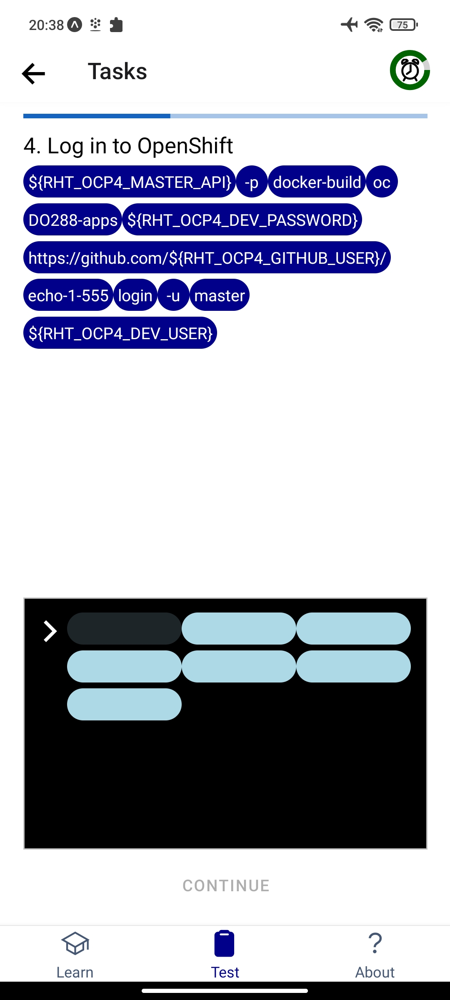 20:38
75
Tasks
4. Log in to OpenShift
${RHT_OCP4_MASTER_API} -p docker-build oc
DO288-apps ${RHT_OCP4_DEV_PASSWORD}
https://github.com/${RHT_OCP4_GITHUB_USER}/
echo-1-555 login -u master
${RHT_OCP4_DEV_USER}
CONTINUE
Learn Test About